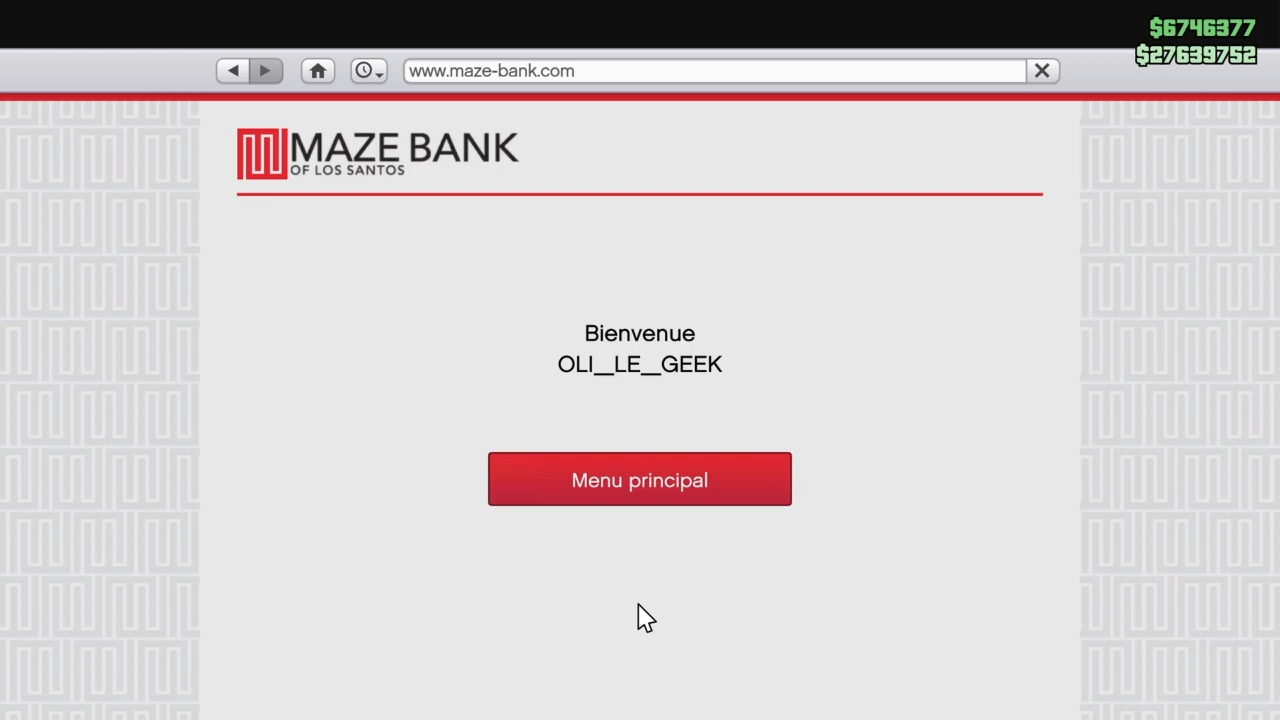 $6746377
$27639752
www.maze-bank.com
MAZE BANK
OF LOS SANTOS
Bienvenue
OLI__LE__GEEK
Menu principal